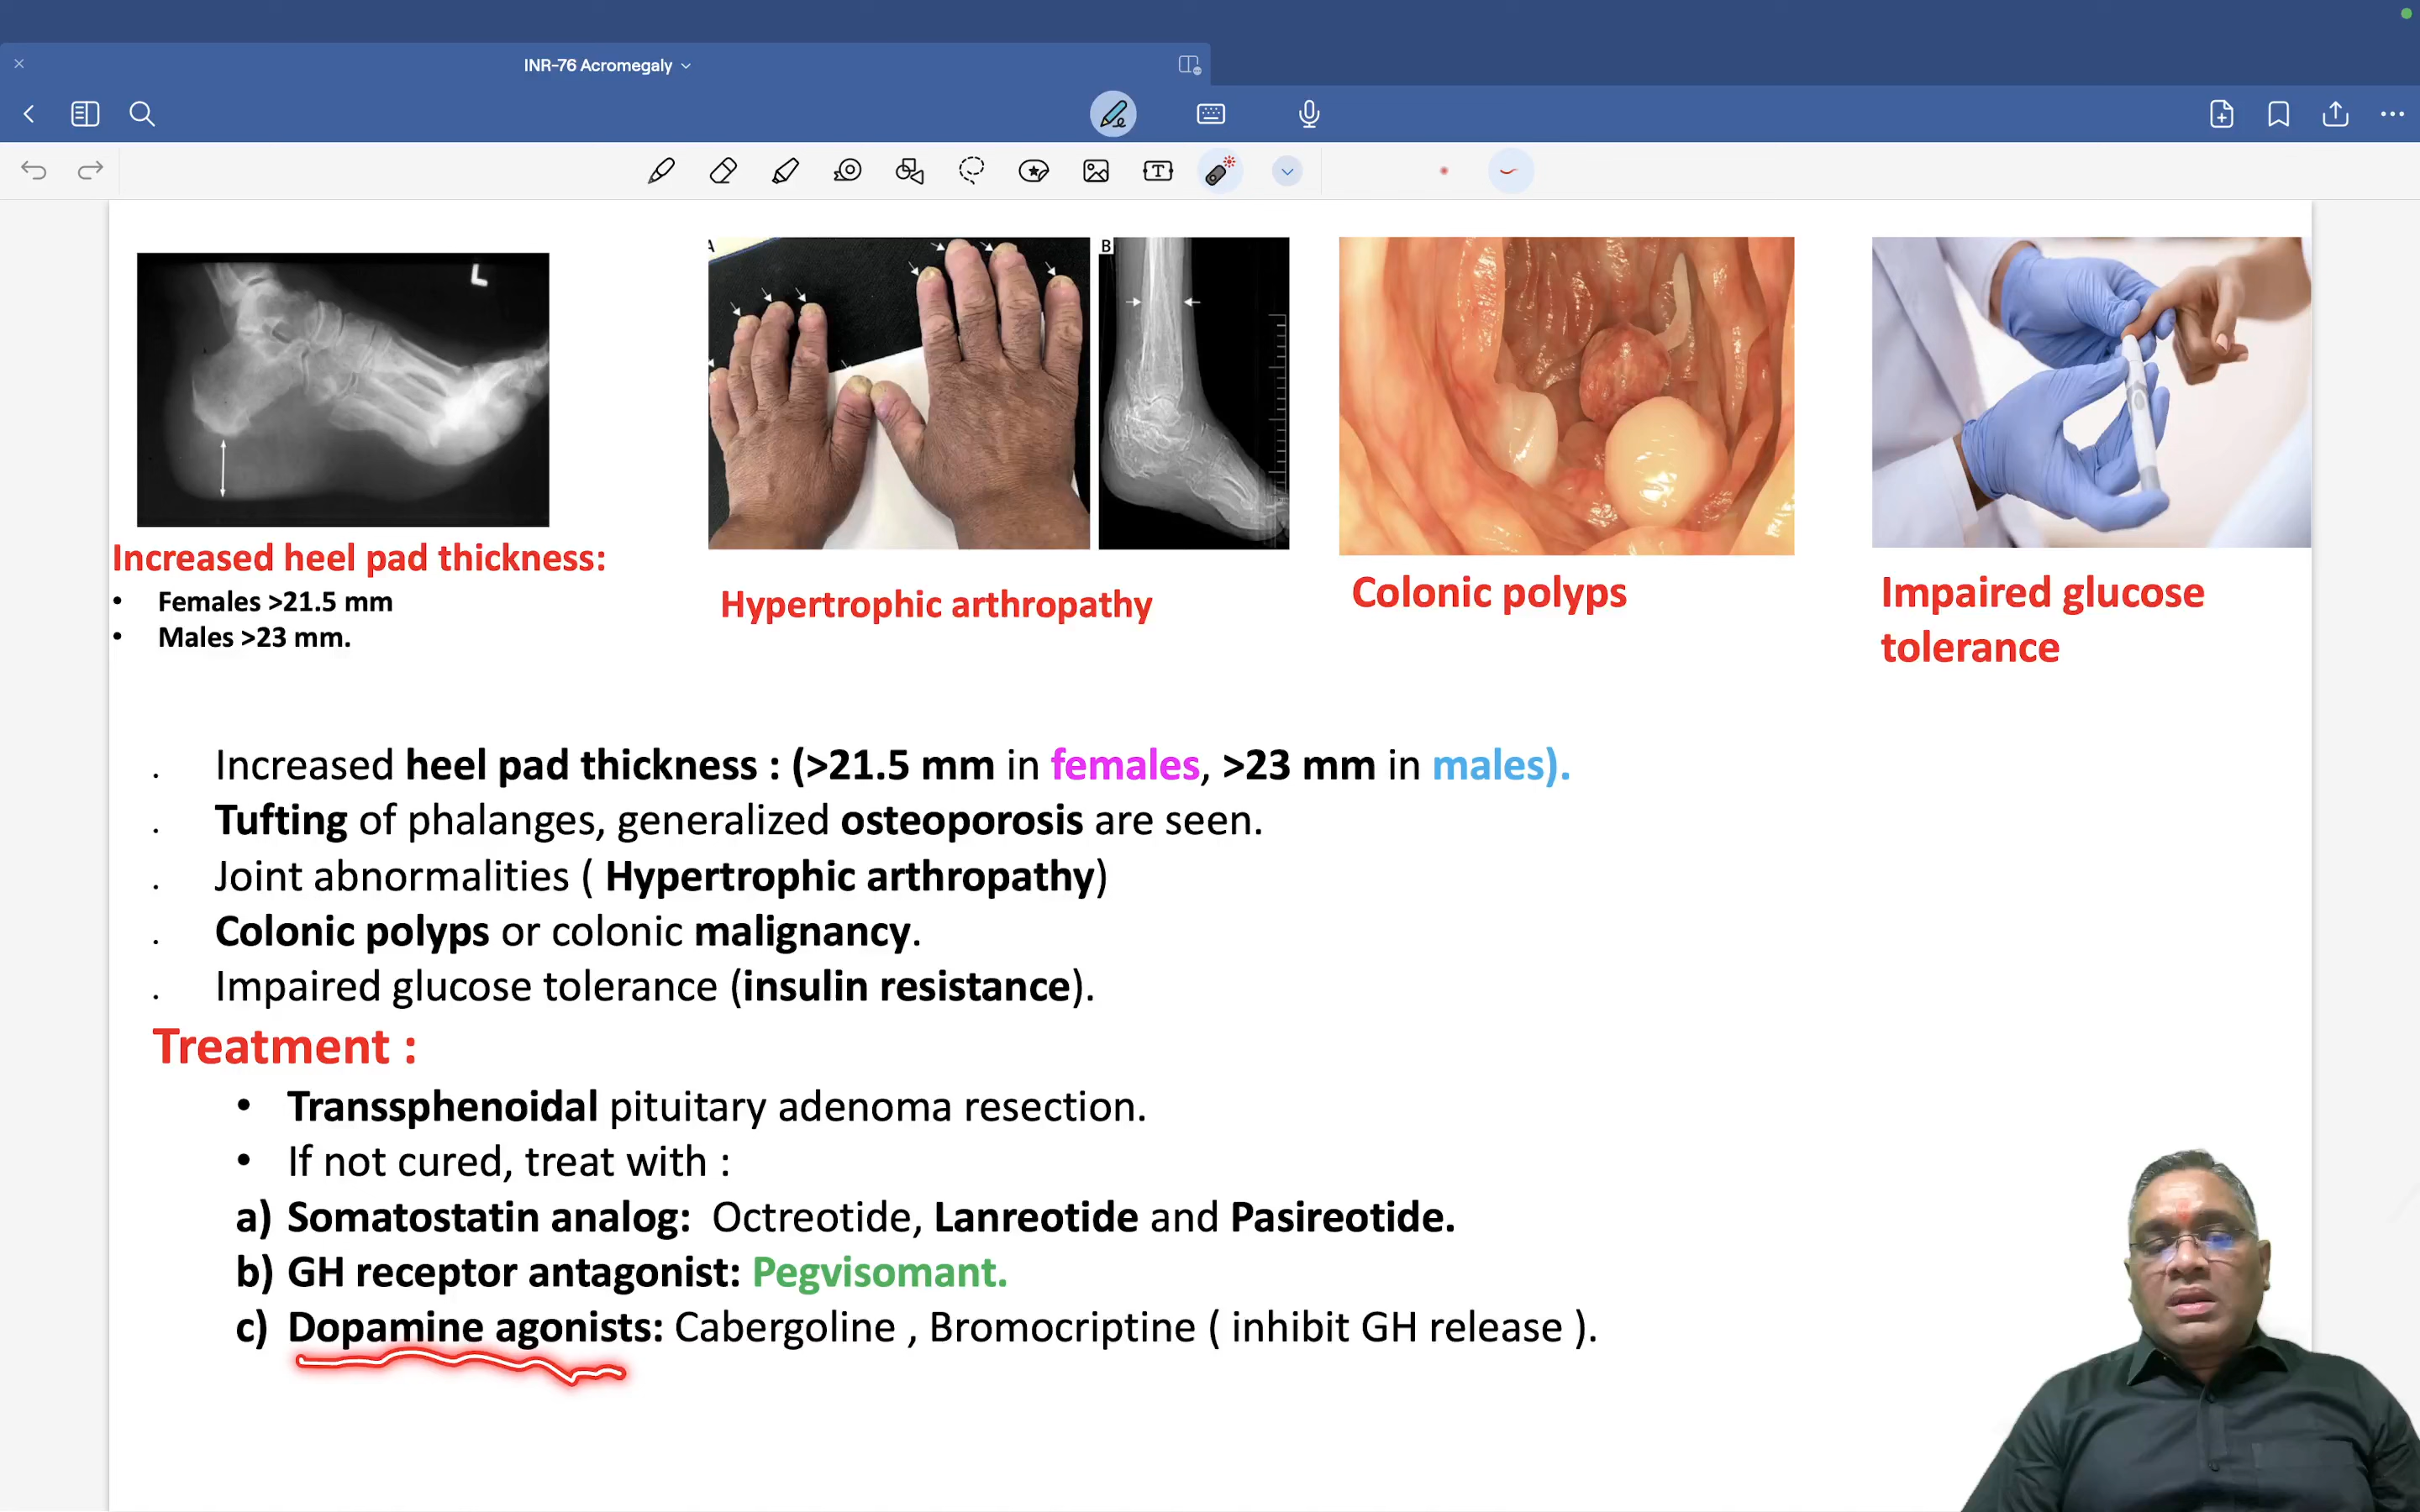 INR-76 Acromegaly
L
A
B
Increased heel pad thickness:
• Females >21.5 mm
• Males >23 mm.
Hypertrophic arthropathy
Colonic polyps
Impaired glucose
tolerance
. Increased heel pad thickness : (>21.5 mm in females, >23 mm in males).
. Tufting of phalanges, generalized osteoporosis are seen.
. Joint abnormalities ( Hypertrophic arthropathy)
. Colonic polyps or colonic malignancy.
. Impaired glucose tolerance (insulin resistance).
Treatment :
• Transsphenoidal pituitary adenoma resection.
• If not cured, treat with :
a) Somatostatin analog: Octreotide, Lanreotide and Pasireotide.
b) GH receptor antagonist: Pegvisomant.
c) Dopamine agonists: Cabergoline , Bromocriptine ( inhibit GH release ).